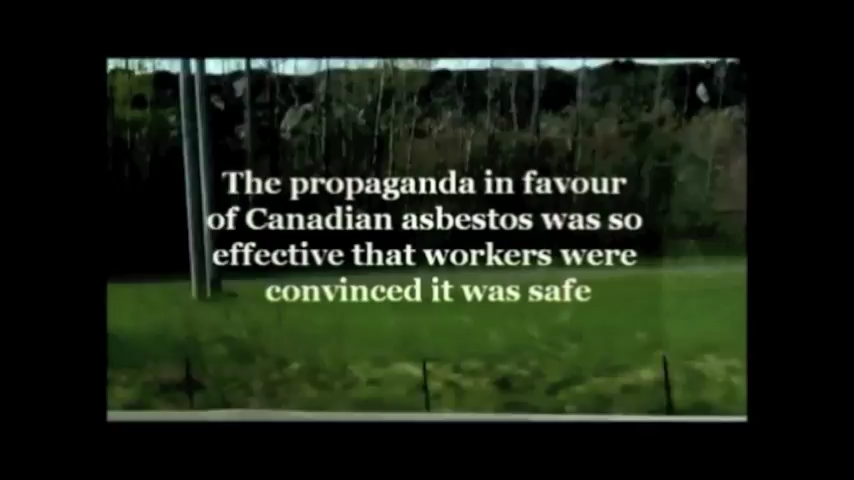 The propaganda in favour
of Canadian asbestos was so
effective that workers were
convinced it was safe